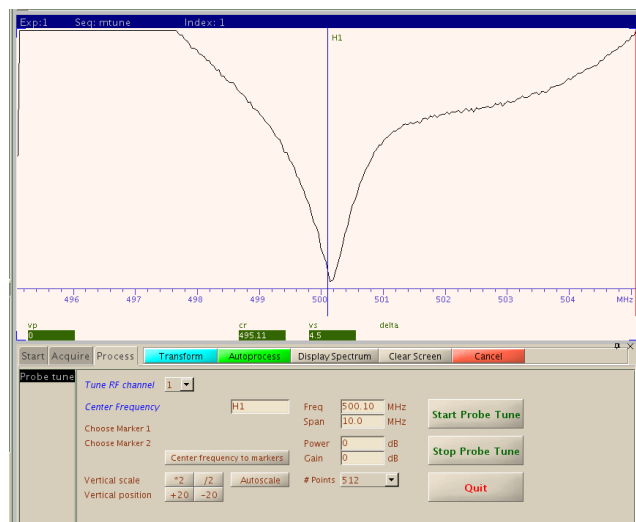 Exp:1 Seq: mtune Index: 1
H1
496 497 498 499 500 501 502 503 504 MHz
vp cr vs delta
0 495.11 4.5
Start Acquire Process Transform Autoprocess Display Spectrum Clear Screen Cancel
Probe tune
Tune RF channel 1
Center Frequency H1 Freq 500.10 MHz
Span 10.0 MHz
Start Probe Tune
Choose Marker 1
Choose Marker 2 Power 0 dB
Stop Probe Tune
Center frequency to markers Gain 0 dB
Vertical scale *2 /2 Autoscale # Points 512
Quit
Vertical position +20 -20